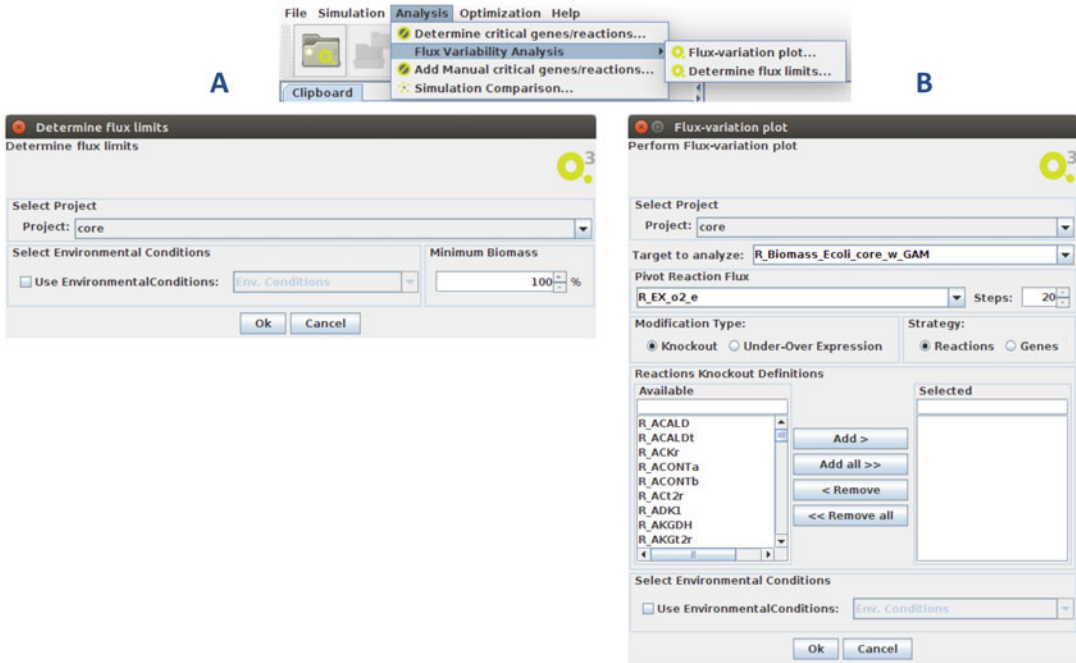 File Simulation Analysis Optimization Help
Determine critical genes/reactions...
Flux Variability Analysis
Flux-variation plot...
Add Manual critical genes/reactions...
Determine flux limits...
Simulation Comparison...
Clipboard
A
B
Determine flux limits
Determine flux limits
3
Select Project
Project: core
Select Environmental Conditions
Minimum Biomass
Use EnvironmentalConditions: Env. Conditions
100 %
Ok Cancel
Flux-variation plot
Perform Flux-variation plot
3
Select Project
Project: core
Target to analyze: R_Biomass_Ecoli_core_w_GAM
Pivot Reaction Flux
R_EX_o2_e Steps: 20
Modification Type: Strategy:
Knockout Under-Over Expression Reactions Genes
Reactions Knockout Definitions
Available Selected
R_ACALD
R_ACALDt
R_ACKr
R_ACONTa
R_ACONTb
R_ACt2r
R_ADK1
R_AKGDH
R_AKGt2r
Add >
Add all >>
< Remove
<< Remove all
Select Environmental Conditions
Use EnvironmentalConditions: Env. Conditions
Ok Cancel